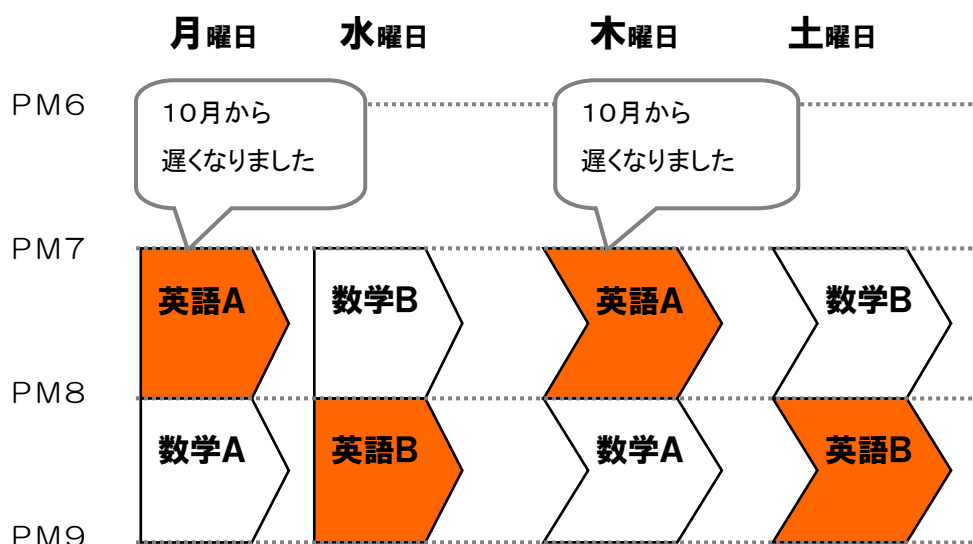 月曜日 水曜日 木曜日 土曜日
PM6
10月から
遅くなりました
10月から
遅くなりました
PM7
英語A 数学B 英語A 数学B
PM8
数学A 英語B 数学A 英語B
PM9